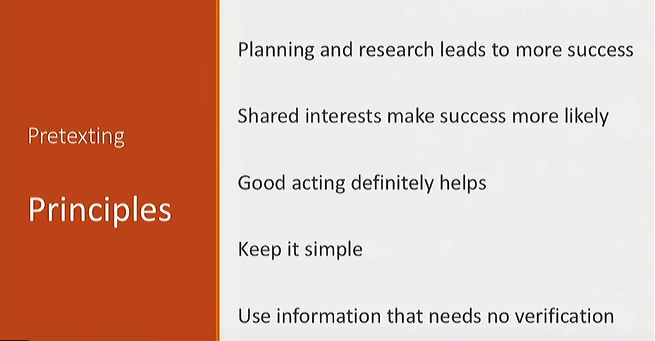 Pretexting
Principles
Planning and research leads to more success
Shared interests make success more likely
Good acting definitely helps
Keep it simple
Use information that needs no verification